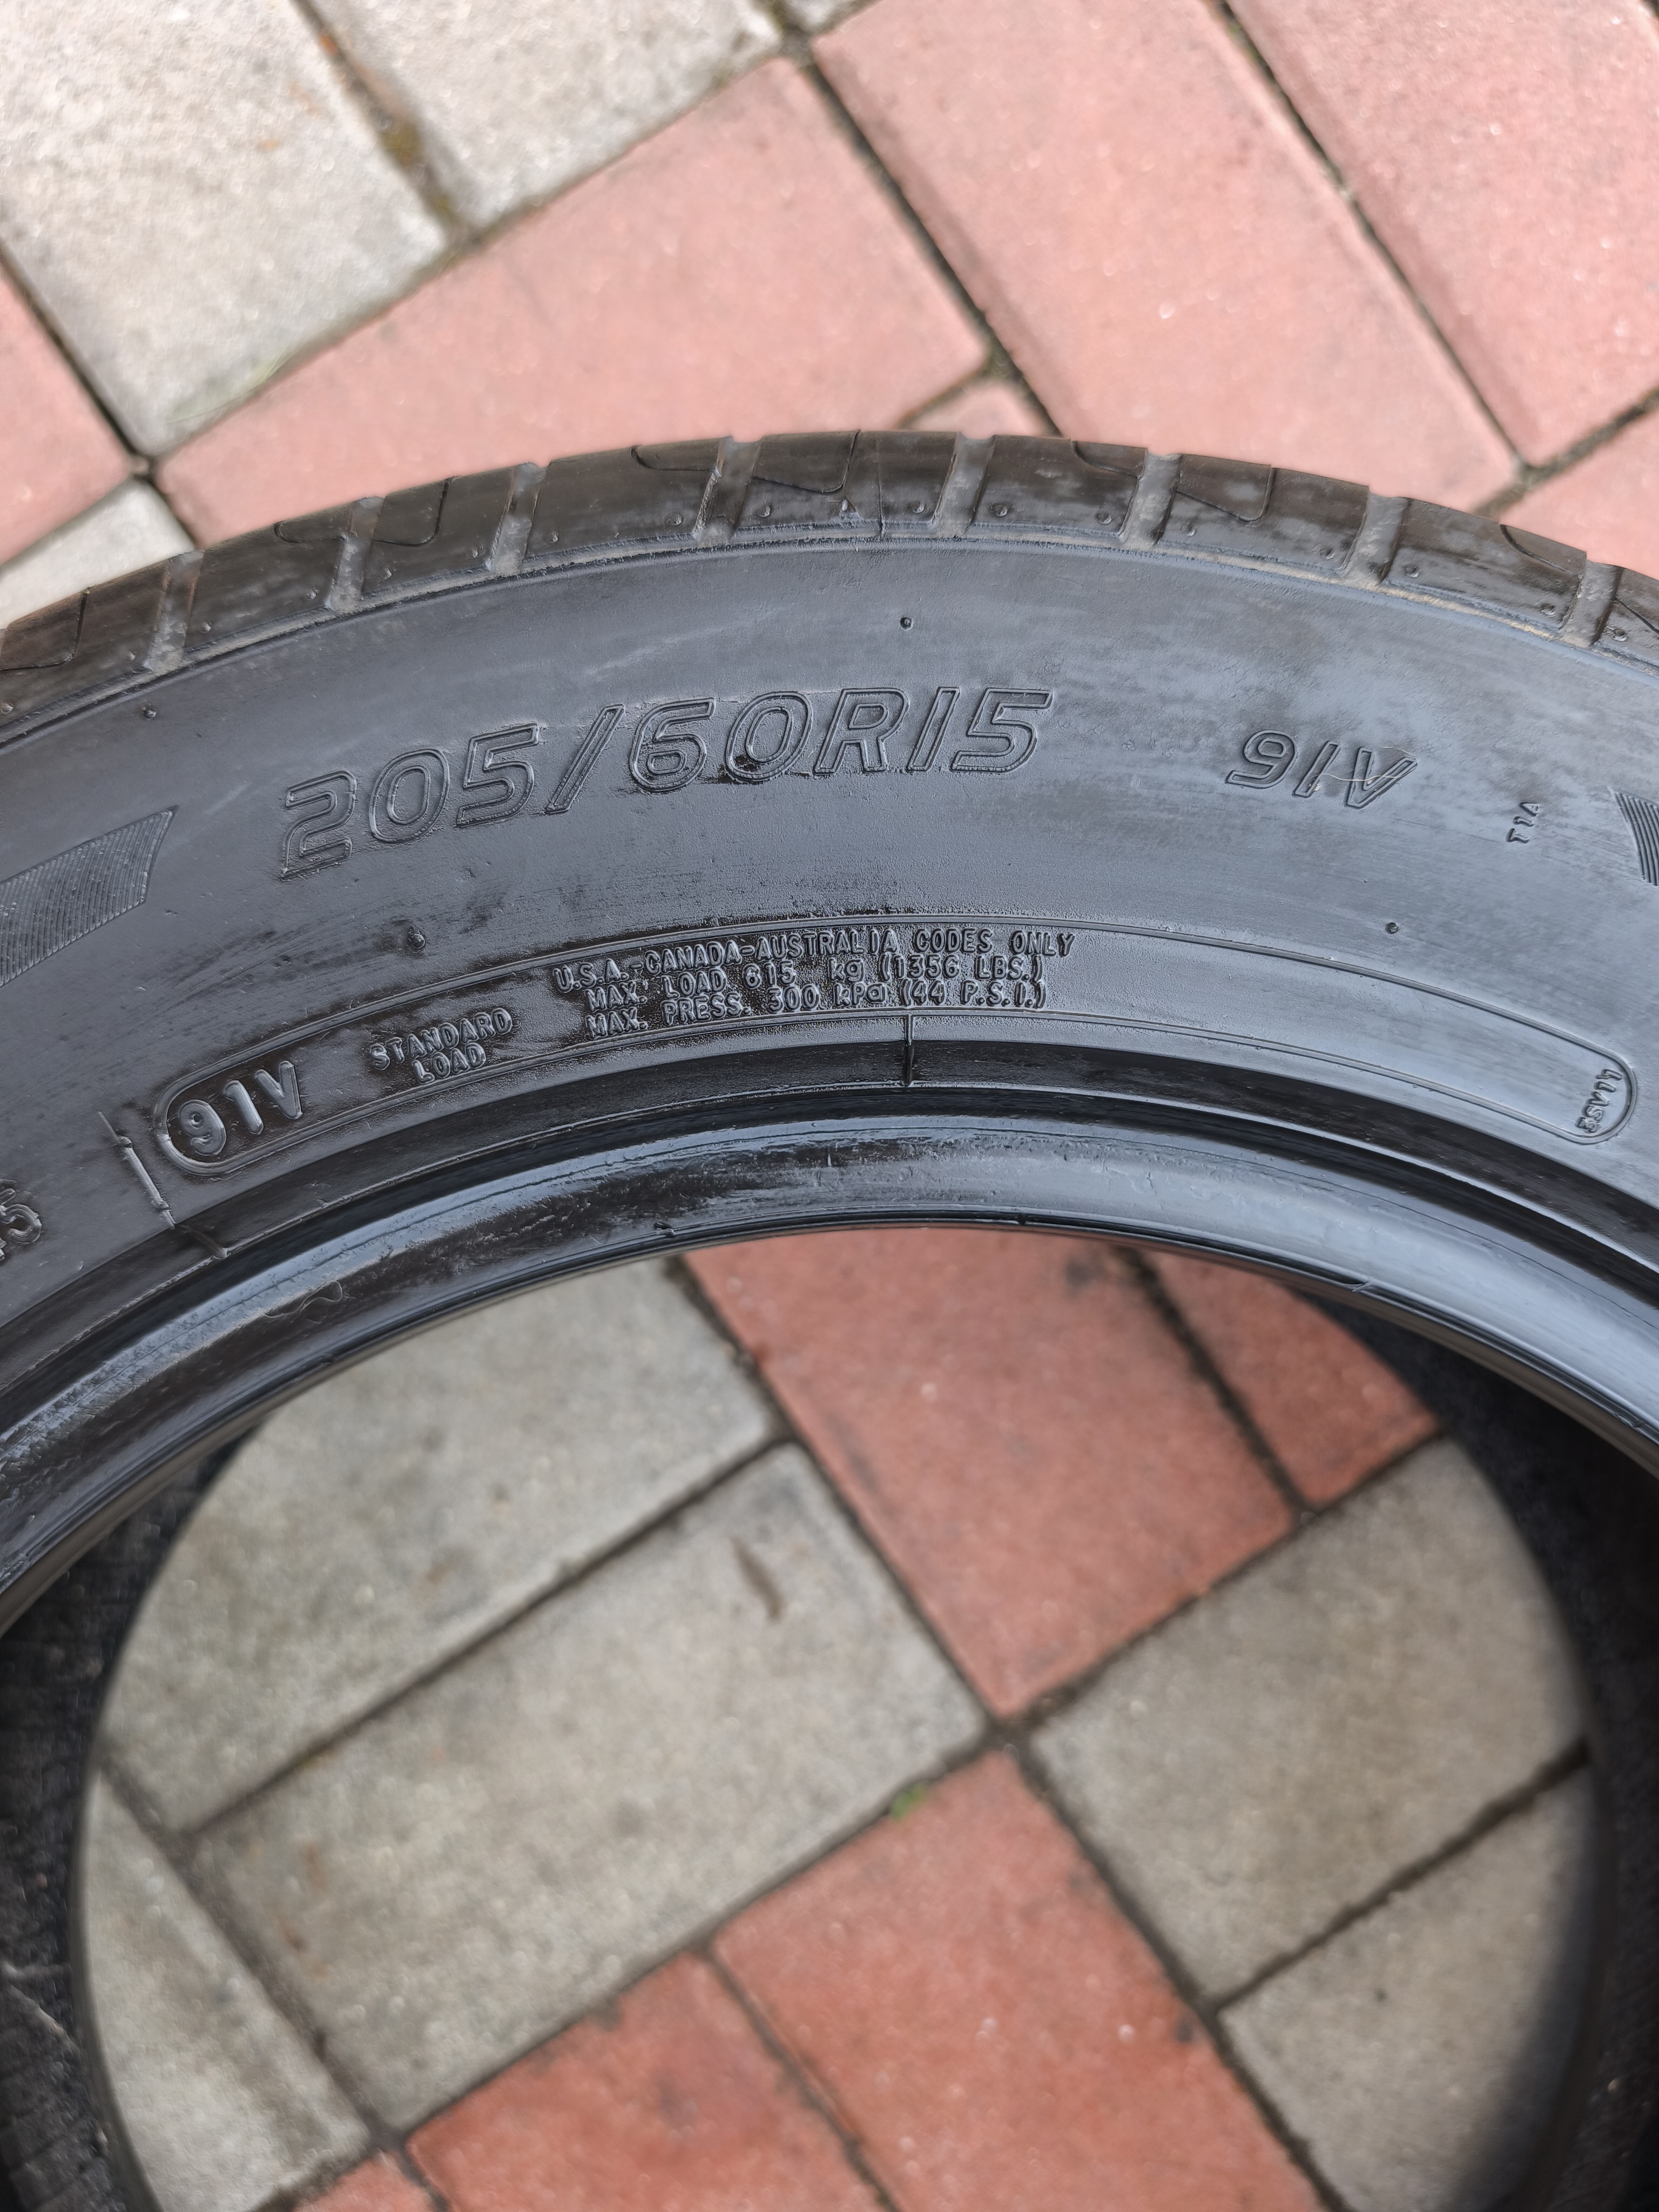 205/60R15 91V
T1A
U.S.A.-CANADA-AUSTRALIA CODES ONLY
MAX. LOAD 615 kg (1356 LBS.)
MAX. PRESS. 300 kPa (44 P.S.I.)
STANDARD
LOAD
91V